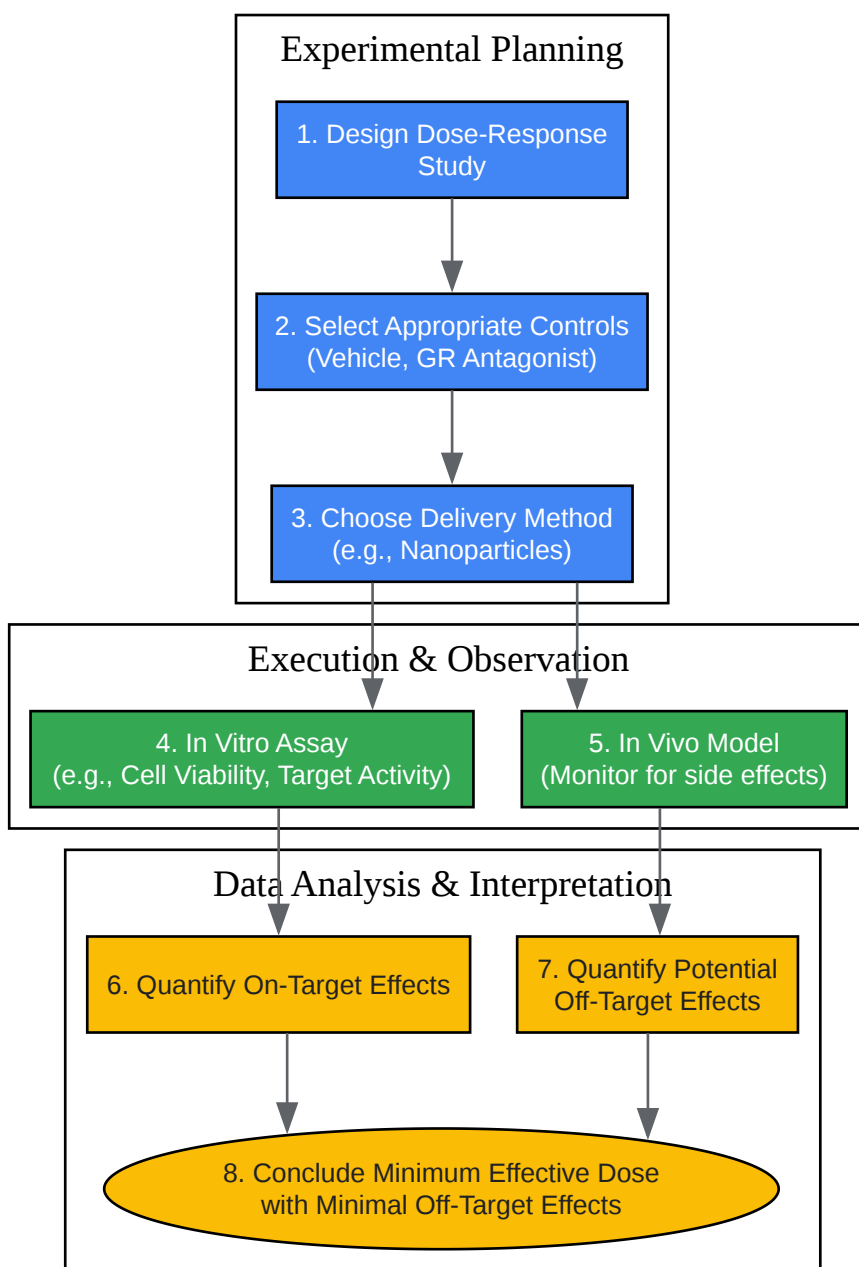 Experimental Planning
1. Design Dose-Response
Study
2. Select Appropriate Controls
(Vehicle, GR Antagonist)
3. Choose Delivery Method
(e.g., Nanoparticles)
Execution & Observation
4. In Vitro Assay
(e.g., Cell Viability, Target Activity)
5. In Vivo Model
(Monitor for side effects)
Data Analysis & Interpretation
6. Quantify On-Target Effects
7. Quantify Potential
Off-Target Effects
8. Conclude Minimum Effective Dose
with Minimal Off-Target Effects